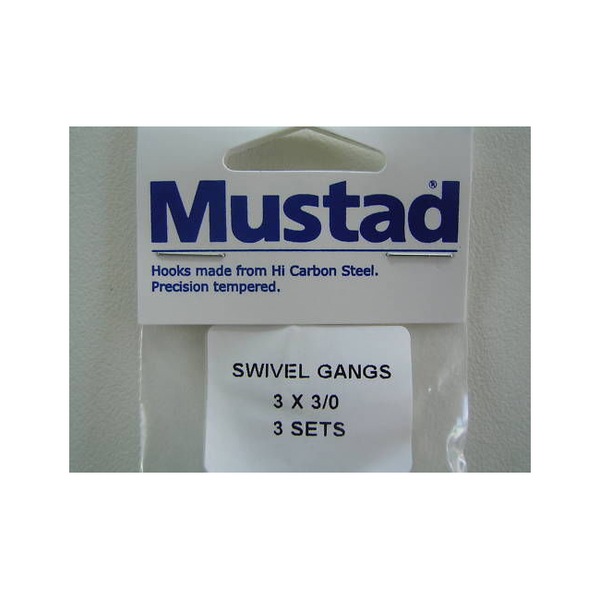 Mustad®
Hooks made from Hi Carbon Steel.
Precision tempered.
SWIVEL GANGS
3 X 3/0
3 SETS